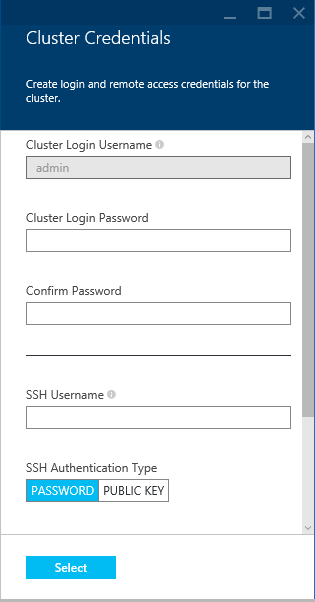 Cluster Credentials
Create login and remote access credentials for the
cluster.
Cluster Login Username
admin
Cluster Login Password
Confirm Password
SSH Username
SSH Authentication Type
PASSWORD PUBLIC KEY
Select